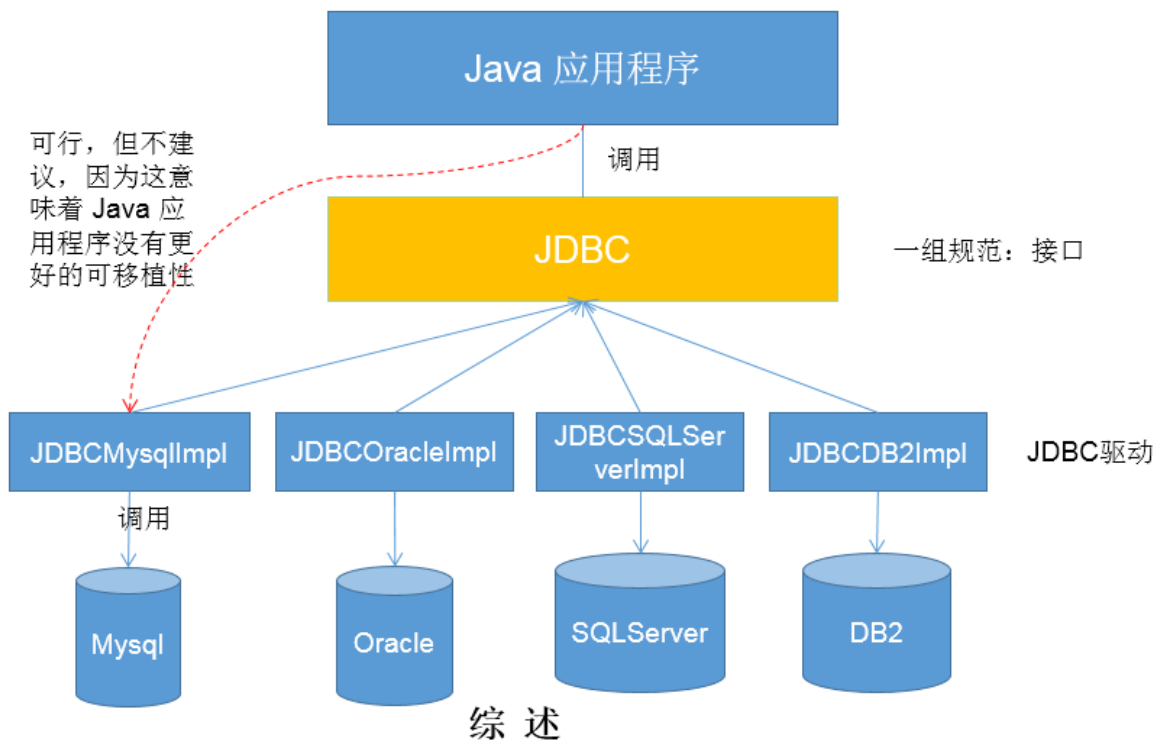 Java 应用程序
可行，但不建
议，因为这意
味着 Java 应
用程序没有更
好的可移植性
调用
JDBC
一组规范：接口
JDBCMysqlImpl
JDBCOracleImpl
JDBCSQLSer
verImpl
JDBCDB2Impl
JDBC驱动
调用
Mysql
Oracle
SQLServer
DB2
综 述